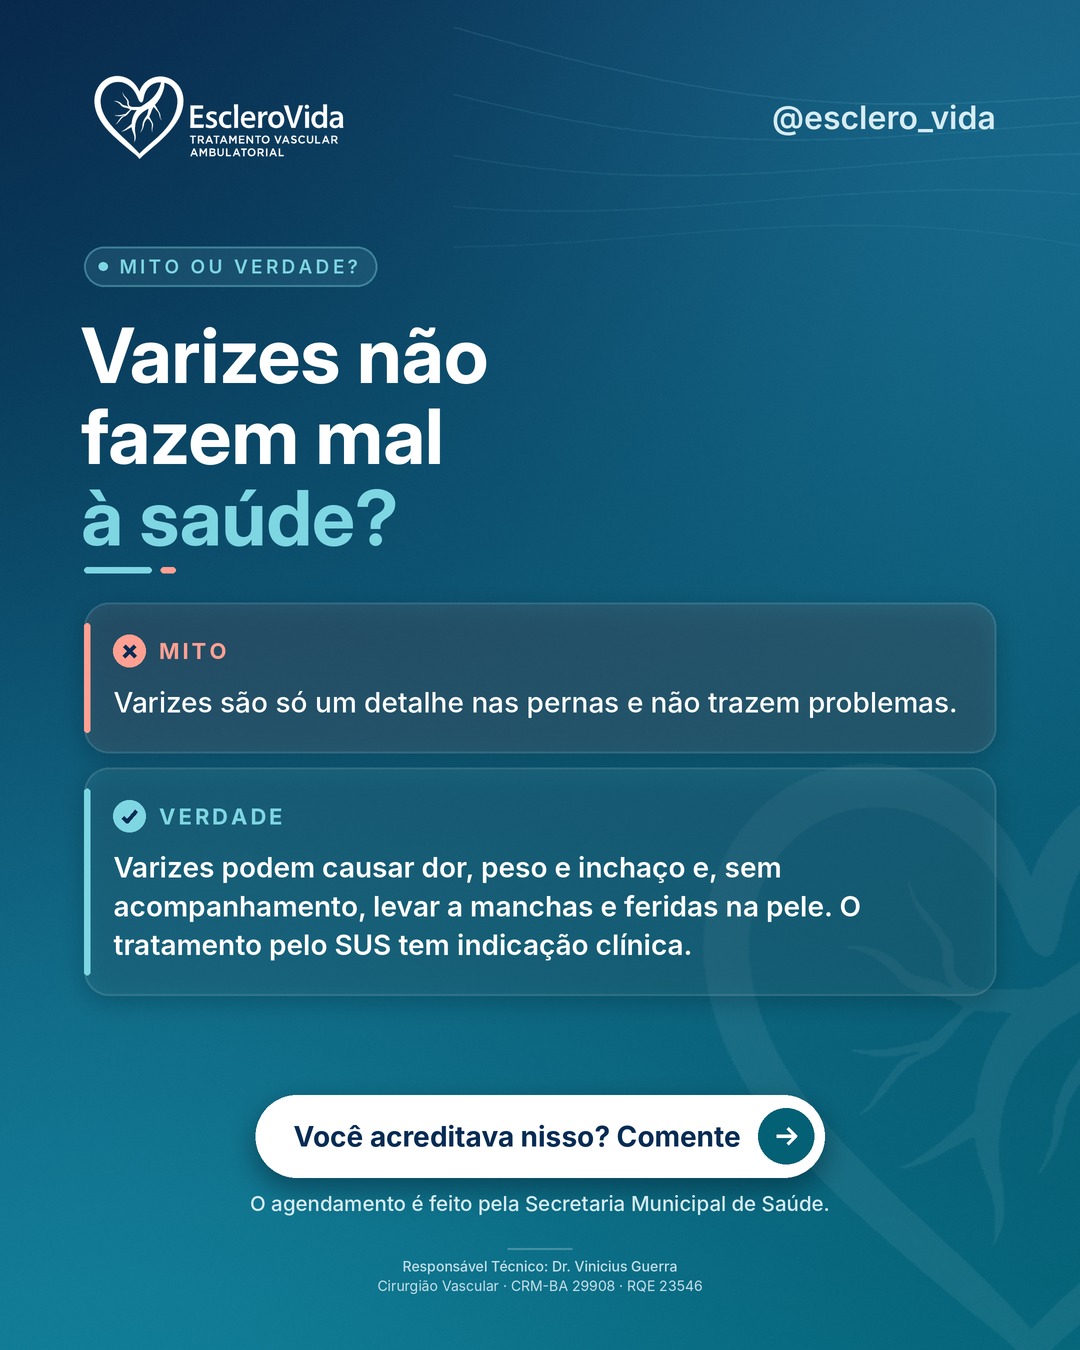 EscleroVida
TRATAMENTO VASCULAR
AMBULATORIAL
@esclero_vida
MITO OU VERDADE?
Varizes não
fazem mal
à saúde?
MITO
Varizes são só um detalhe nas pernas e não trazem problemas.
VERDADE
Varizes podem causar dor, peso e inchaço e, sem
acompanhamento, levar a manchas e feridas na pele. O
tratamento pelo SUS tem indicação clínica.
Você acreditava nisso? Comente
O agendamento é feito pela Secretaria Municipal de Saúde.
Responsável Técnico: Dr. Vinicius Guerra
Cirurgião Vascular · CRM-BA 29908 · RQE 23546